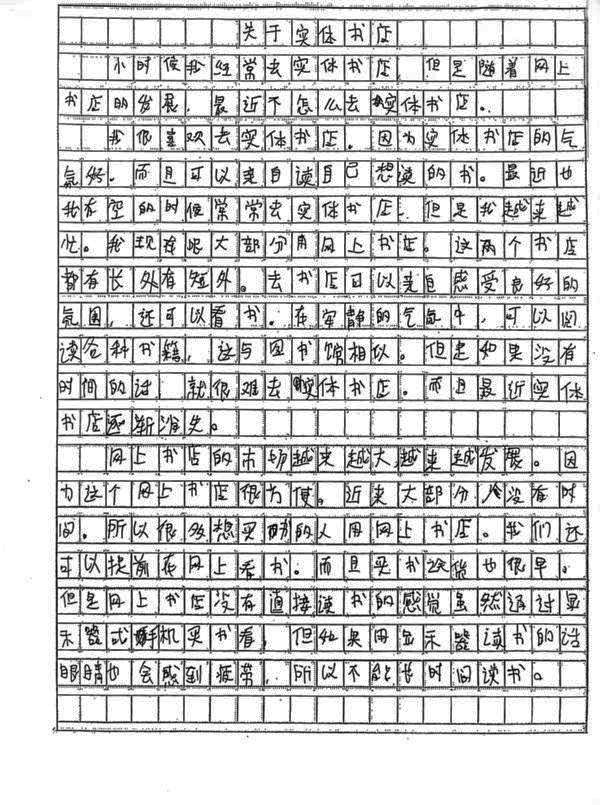 关于实体书店
小时候我经常去实体书店，但是随着网上
书店的发展，最近不怎么去实体书店。
我很喜欢去实体书店。因为实体书店的气
氛好。而且可以亲自读自己想读的书。最近也
我有空的时候常常去实体书店，但是我越来越
忙。我现在跟大部分用网上书店。这两个书店
都有长外有短外。去书店可以亲自感受良好的
氛围，还可以看书。在安静的气氛中，可以阅
读各种书籍，这与图书馆相似。但是如果没有
时间的话 就很难去实体书店。而且最近实体
书店逐渐消失。
网上书店的市场越来越大，越来越发展。因
为这个网上书店很方便。近来大部分人没有时
间。所以很多想买书的人用网上书店。我们还
可以提前在网上看书。而且买书送货也很早。
但是网上书店没有直接读书的感觉虽然通过显
示器或手机买书看，但如果用显示器读书的话
眼睛也会感到疲劳，所以不能长时间读书。